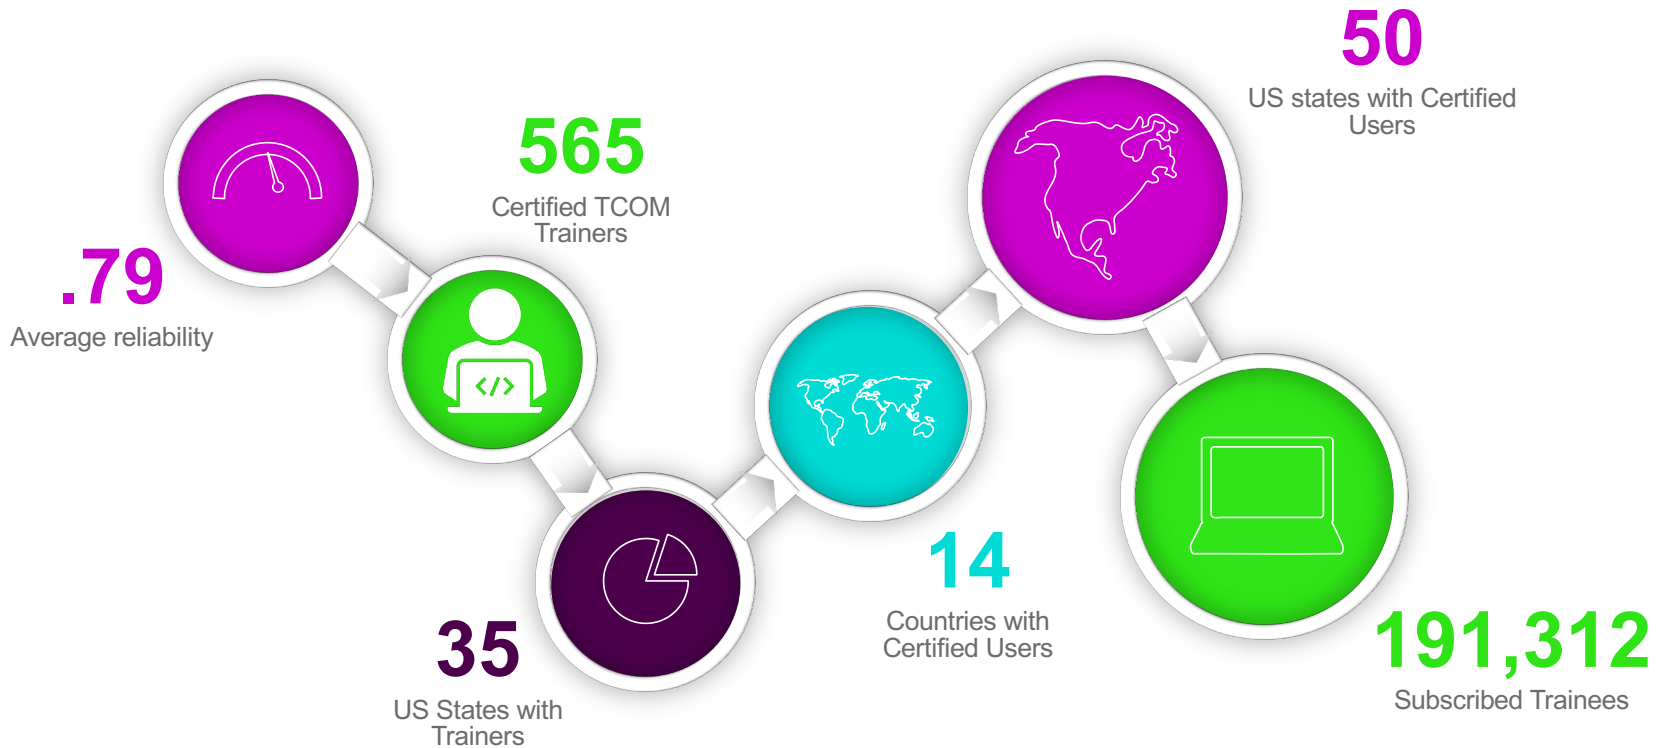 .79
Average reliability
565
Certified TCOM
Trainers
</>
35
US States with
Trainers
14
Countries with
Certified Users
50
US states with Certified
Users
191,312
Subscribed Trainees